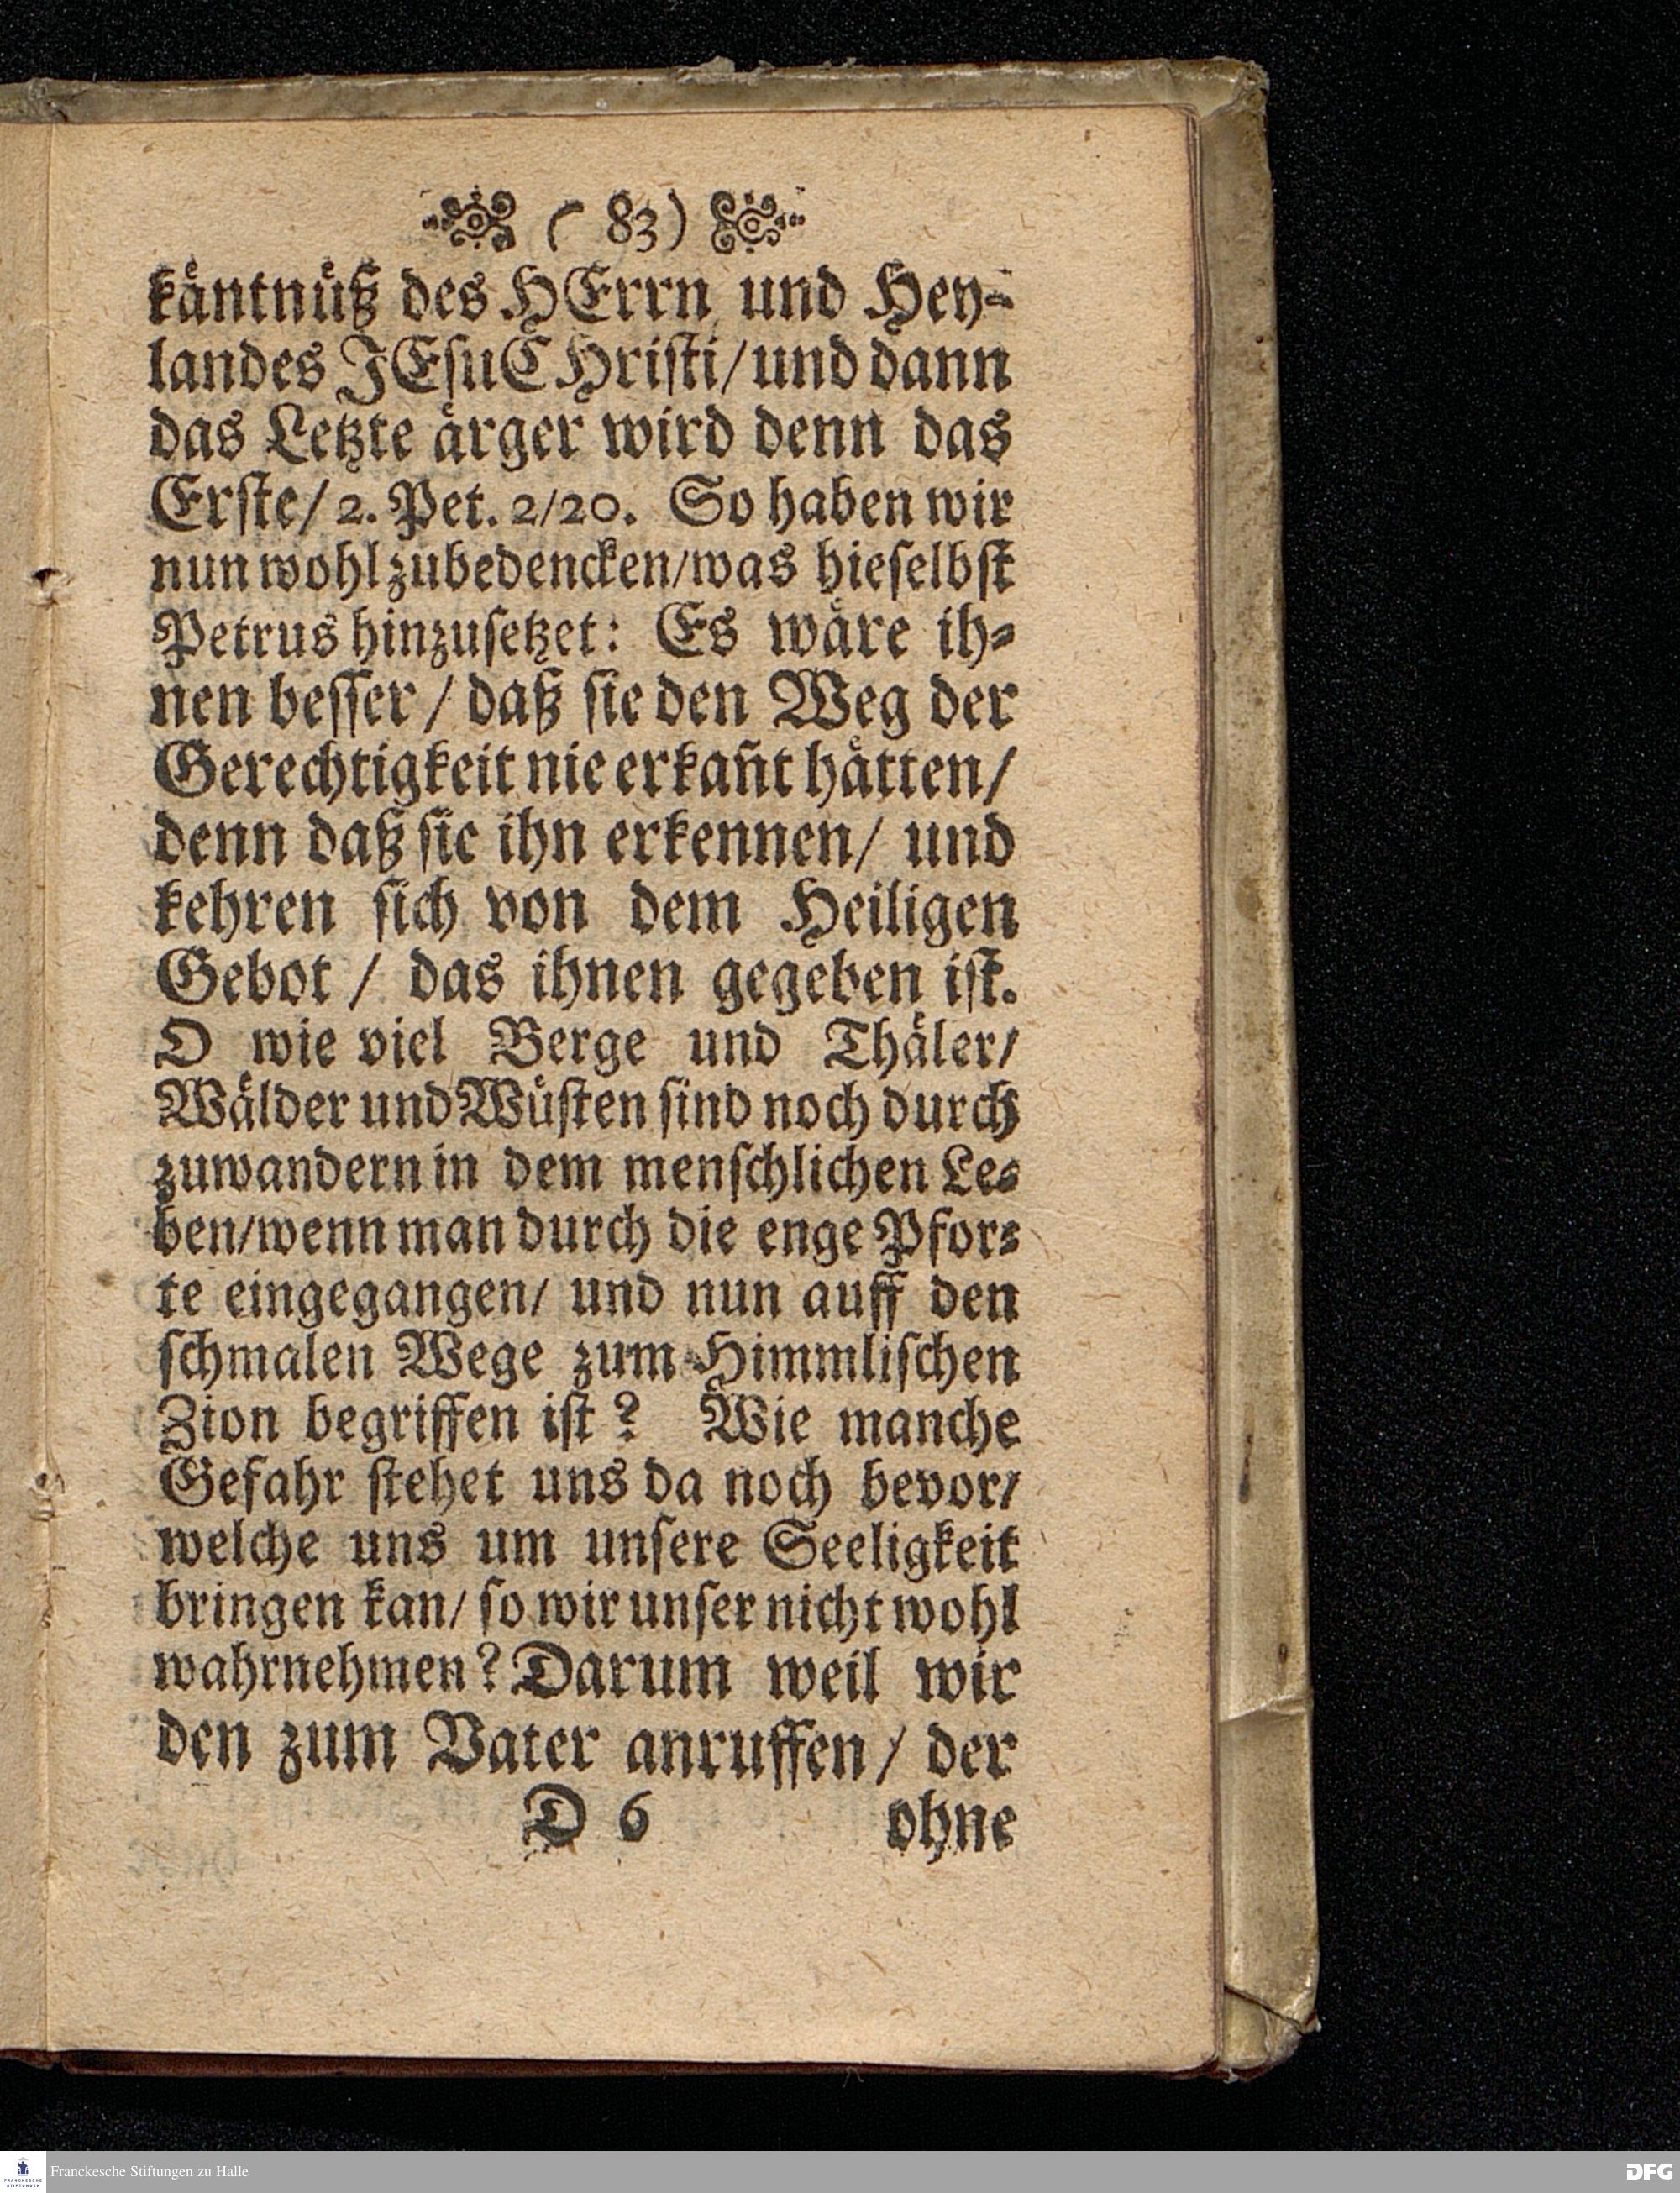 ( 83 )
käntnüß des HErrn und Hey-
landes JEsu CHristi/ und dann
das Letzte ärger wird denn das
Erste/ 2. Pet. 2/20. So haben wir
nun wohl zubedencken/was hieselbst
Petrus hinzusetzet: Es wäre ih-
nen besser / daß sie den Weg der
Gerechtigkeit nie erkañt hätten/
denn daß sie ihn erkennen/ und
kehren sich von dem Heiligen
Gebot / das ihnen gegeben ist.
O wie viel Berge und Thäler/
Wälder und Wüsten sind noch durch
zuwandern in dem menschlichen Le-
ben/wenn man durch die enge Pfor-
te eingegangen/ und nun auff den
schmalen Wege zum Himmlischen
Zion begriffen ist? Wie manche
Gefahr stehet uns da noch bevor/
welche uns um unsere Seeligkeit
bringen kan/ so wir unser nicht wohl
wahrnehmen? Darum weil wir
den zum Vater anruffen/ der
D 6 ohne
Franckesche Stiftungen zu Halle
FRANCKESCHE STIFTUNGEN
DFG